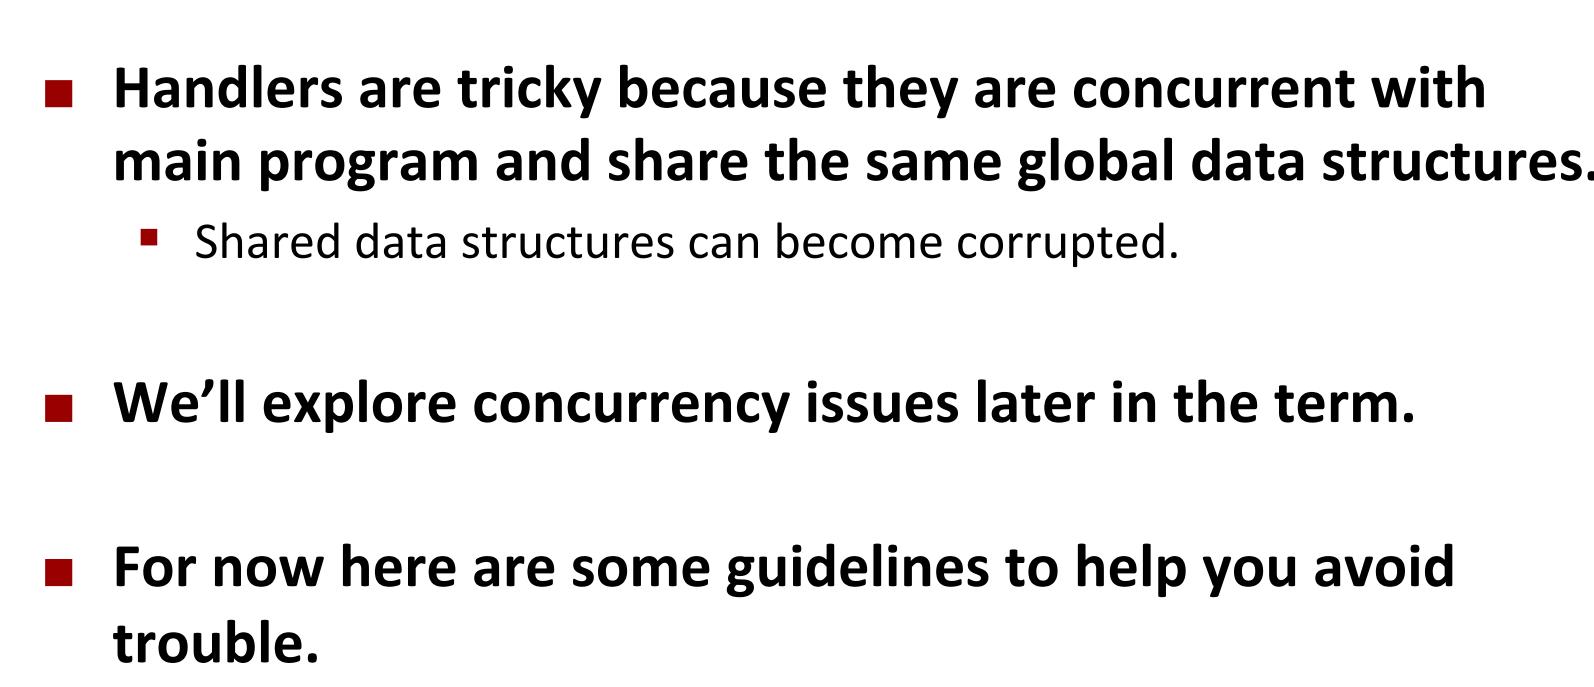 Handlers are tricky because they are concurrent with
main program and share the same global data structures.
Shared data structures can become corrupted.
We’ll explore concurrency issues later in the term.
For now here are some guidelines to help you avoid
trouble.